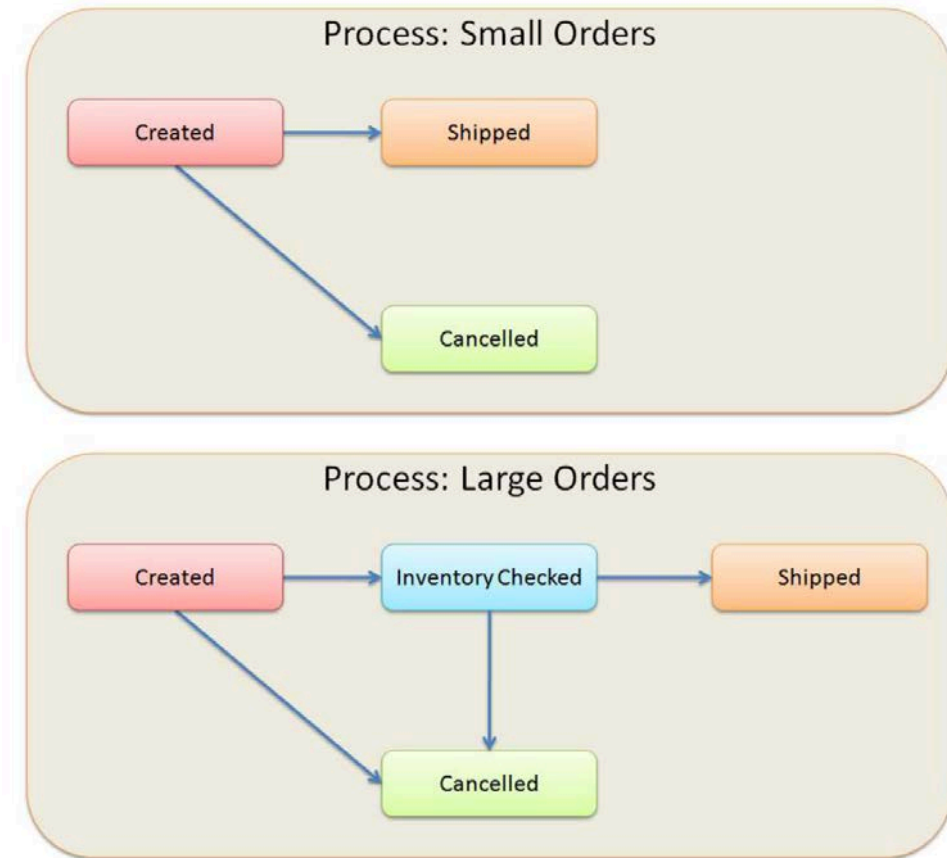 Process: Small Orders
Created
Shipped
Cancelled
Process: Large Orders
Created
Inventory Checked
Shipped
Cancelled